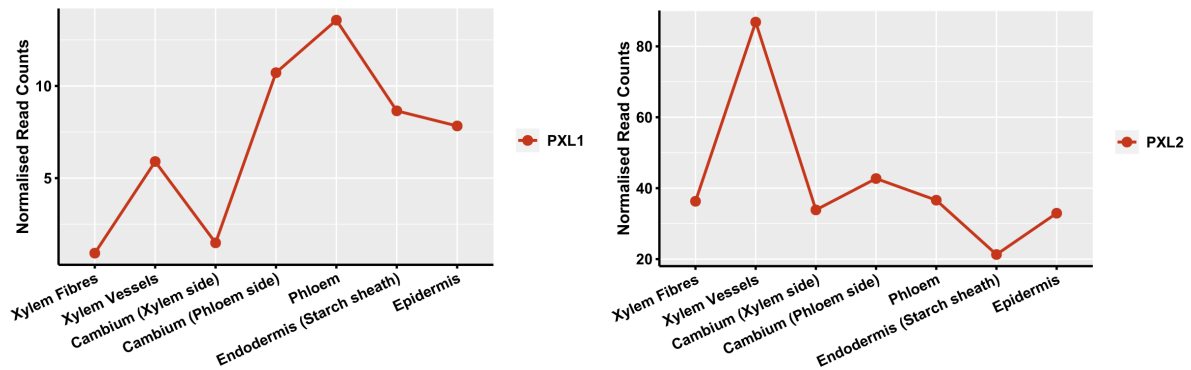 Normalised Read Counts
10
5
Xylem Fibres
Xylem Vessels
Cambium (Xylem side)
Cambium (Phloem side)
Phloem
Endodermis (Starch sheath)
Epidermis
PXL1
Normalised Read Counts
80
60
40
20
Xylem Fibres
Xylem Vessels
Cambium (Xylem side)
Cambium (Phloem side)
Phloem
Endodermis (Starch sheath)
Epidermis
PXL2